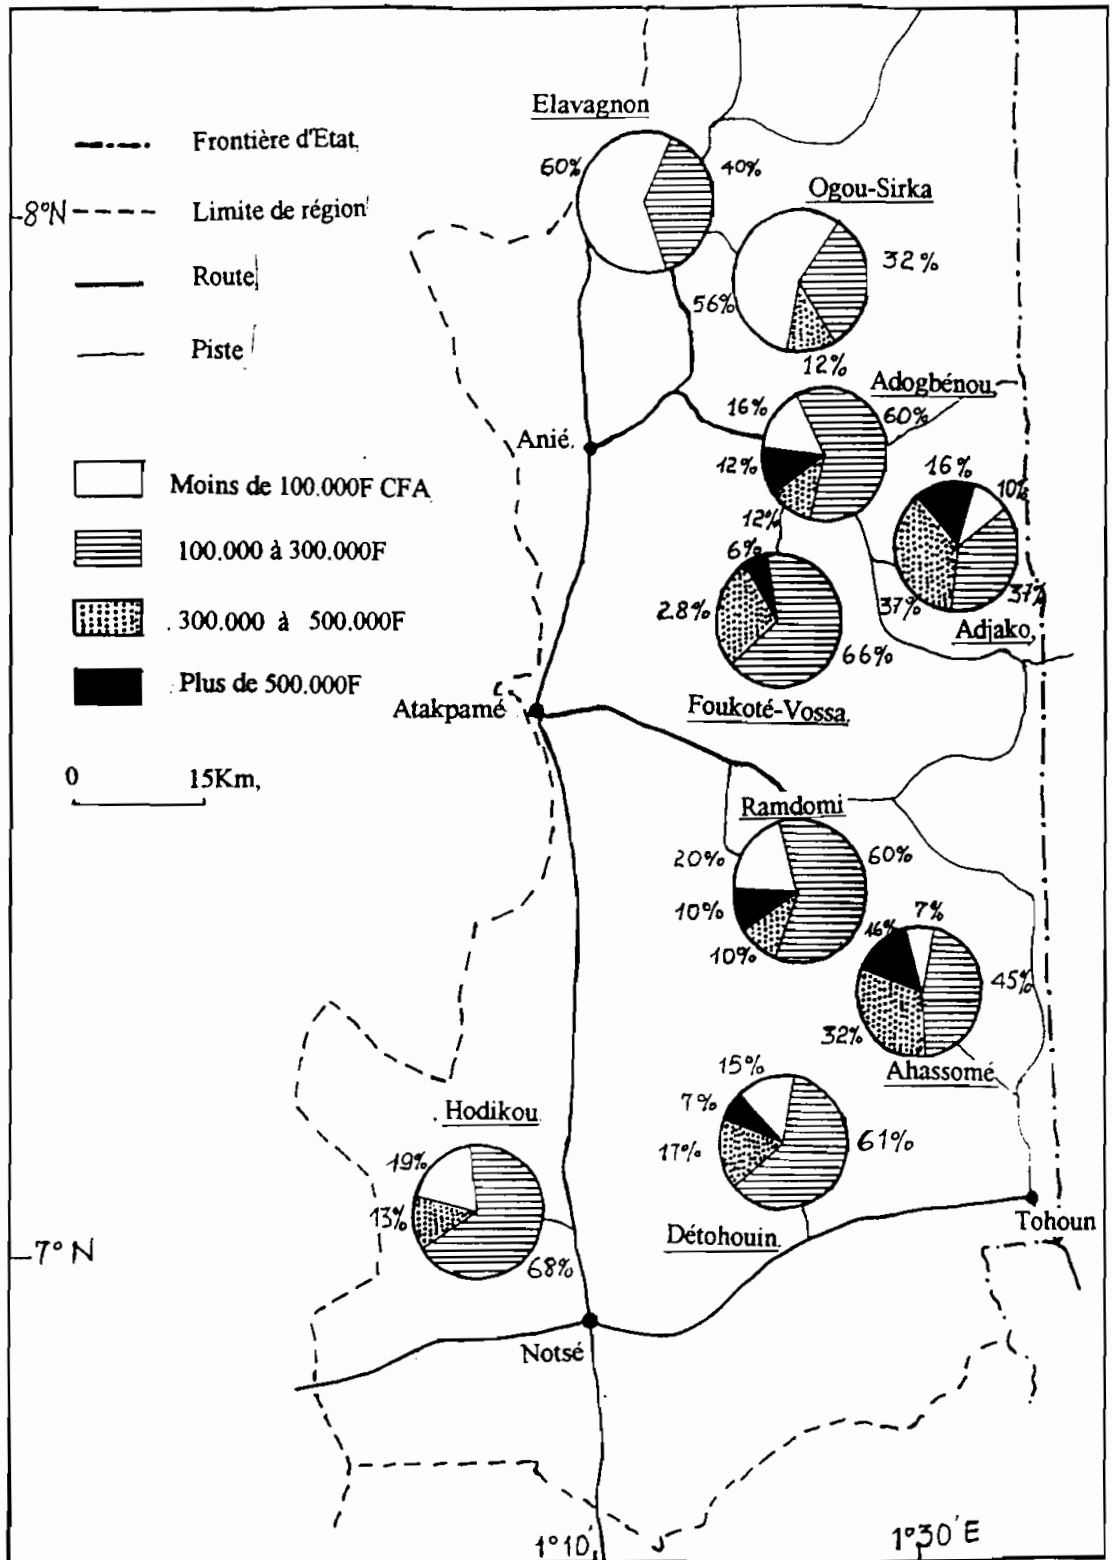 Elavagnon
60%
40%
Frontière d'Etat,
8°N
Limite de région
Route
Piste
Ogou-Sirka
32%
56%
12%
Adogbénou
16%
60%
12%
12%
Anié.
Moins de 100.000F CFA
100.000 à 300.000F
300.000 à 500.000F
Plus de 500.000F
16%
10%
37%
37%
Adjako,
6%
28%
66%
Foukoté-Vossa
Atakpamé
0 15Km,
Ramdomi
20%
60%
10%
10%
7%
16%
45%
32%
Ahassomé
15%
7%
61%
17%
Détohouin
Hodikou
19%
13%
68%
7° N
Tohoun
Notsé
1°10'
1°30' E